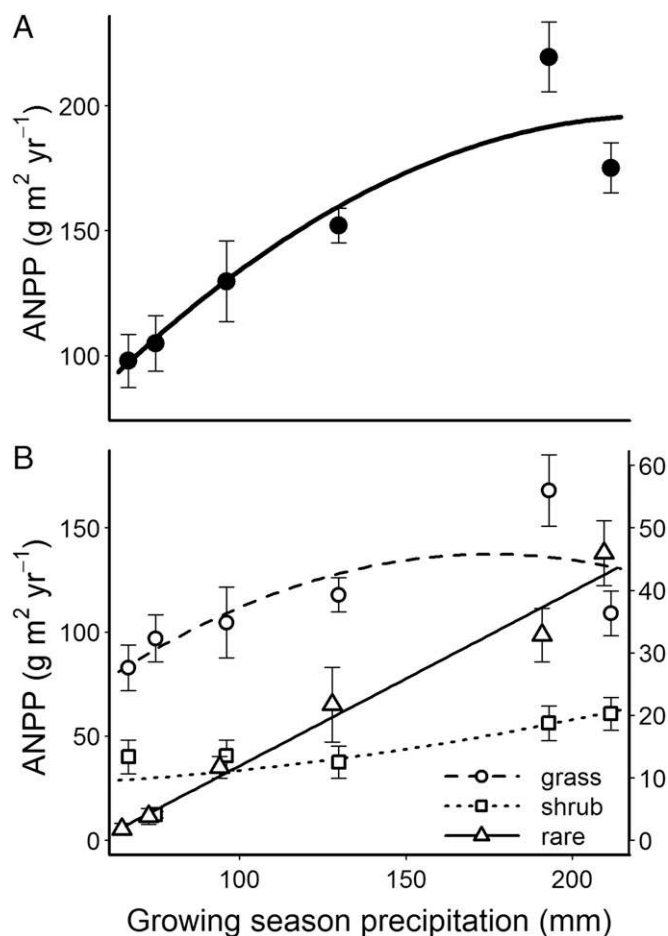 A
ANPP (g m² yr⁻¹)
200
150
100
B
ANPP (g m² yr⁻¹)
150
100
50
0
60
50
40
30
20
10
0
grass
shrub
rare
100
150
200
Growing season precipitation (mm)